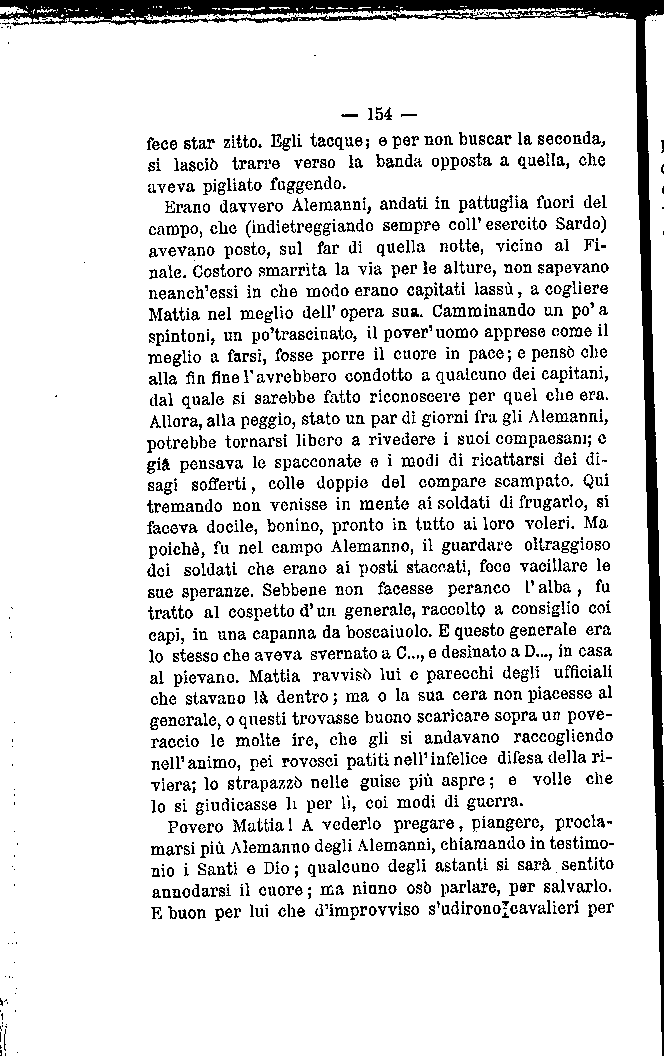 — 154 —
fece star zitto. Egli tacque; e per non buscar la seconda,
si lasciò trarre verso la banda opposta a quella, che
aveva pigliato fuggendo.
Erano davvero Alemanni, andati in pattuglia fuori del
campo, che (indietreggiando sempre coll' esercito Sardo)
avevano posto, sul far di quella notte, vicino al Fi-
nale. Costoro smarrita la via per le alture, non sapevano
neanch'essi in che modo erano capitati lassù, a cogliere
Mattia nel meglio dell' opera sua. Camminando un po' a
spintoni, un po'trascinato, il pover' uomo apprese come il
meglio a farsi, fosse porre il cuore in pace; e pensò che
alla fin fine l'avrebbero condotto a qualcuno dei capitani,
dal quale si sarebbe fatto riconoscere per quel che era.
Allora, alla peggio, stato un par di giorni fra gli Alemanni,
potrebbe tornarsi libero a rivedere i suoi compaesani; e
già pensava le spacconate e i modi di ricattarsi dei di-
sagi sofferti, colle doppie del compare scampato. Qui
tremando non venisse in mente ai soldati di frugarlo, si
faceva docile, bonino, pronto in tutto ai loro voleri. Ma
poichè, fu nel campo Alemanno, il guardare oltraggioso
dei soldati che erano ai posti staccati, fece vacillare le
sue speranze. Sebbene non facesse peranco l'alba, fu
tratto al cospetto d'un generale, raccolto a consiglio coi
capi, in una capanna da boscaiuolo. E questo generale era
lo stesso che aveva svernato a C..., e desinato a D..., in casa
al pievano. Mattia ravvisò lui e parecchi degli ufficiali
che stavano là dentro; ma o la sua cera non piacesse al
generale, o questi trovasse buono scaricare sopra un pove-
raccio le molte ire, che gli si andavano raccogliendo
nell'animo, pei rovesci patiti nell'infelice difesa della ri-
viera; lo strapazzò nelle guise più aspre; e volle che
lo si giudicasse lì per lì, coi modi di guerra.
Povero Mattia! A vederlo pregare, piangere, procla-
marsi più Alemanno degli Alemanni, chiamando in testimo-
nio i Santi e Dio; qualcuno degli astanti si sarà sentito
annodarsi il cuore; ma niuno osò parlare, per salvarlo.
E buon per lui che d'improvviso s'udirono cavalieri per